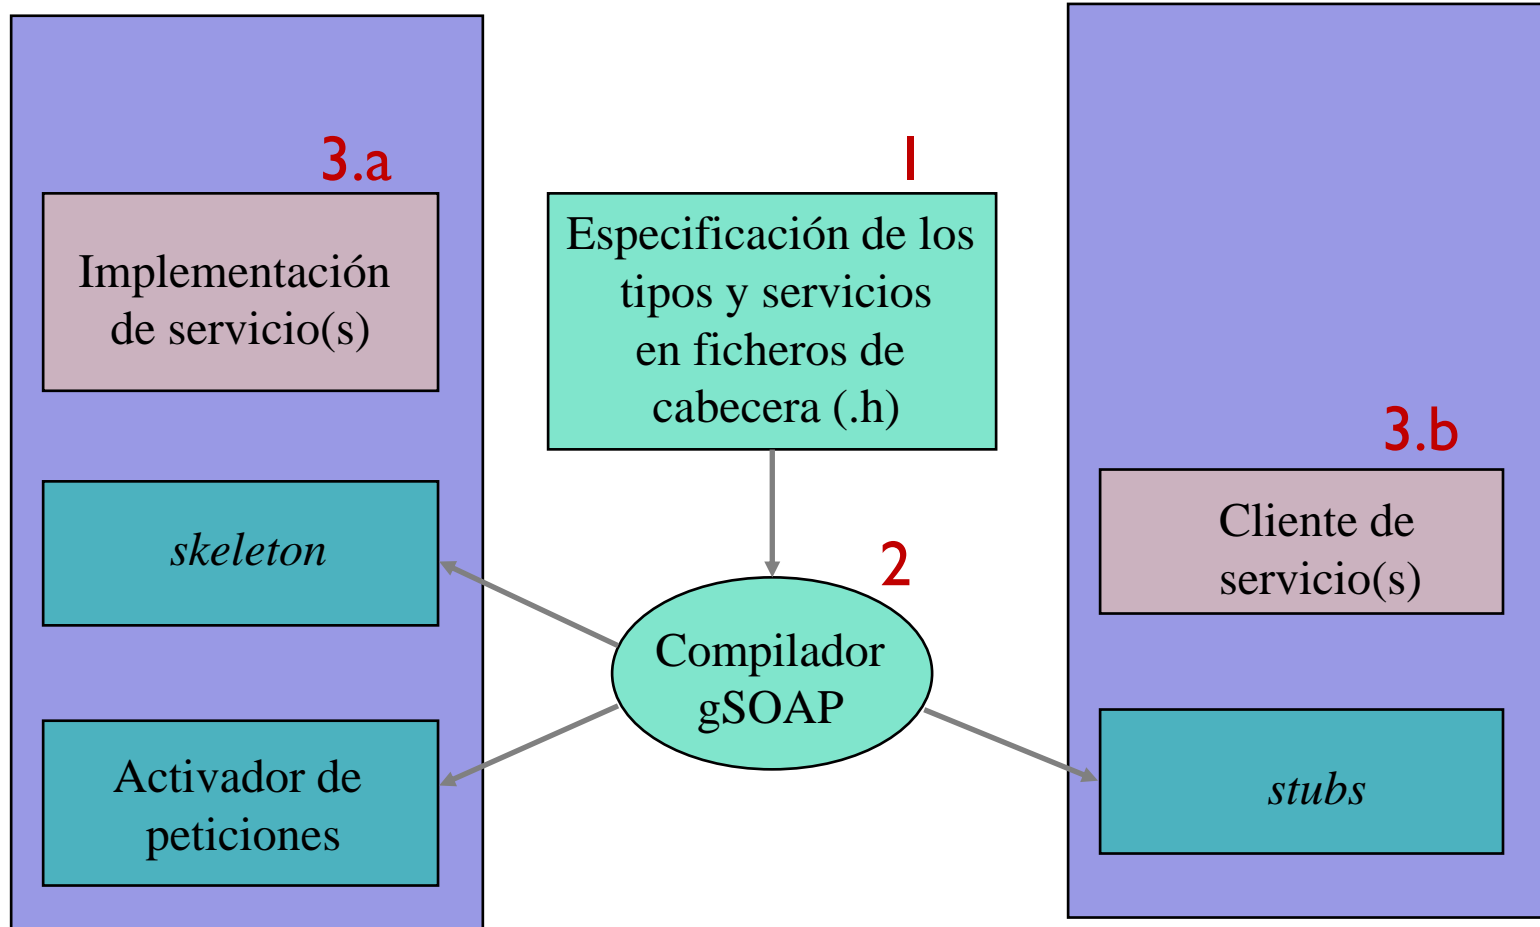 3.a
Implementación
de servicio(s)
skeleton
Activador de
peticiones
1
Especificación de los
tipos y servicios
en ficheros de
cabecera (.h)
2
Compilador
gSOAP
3.b
Cliente de
servicio(s)
stubs